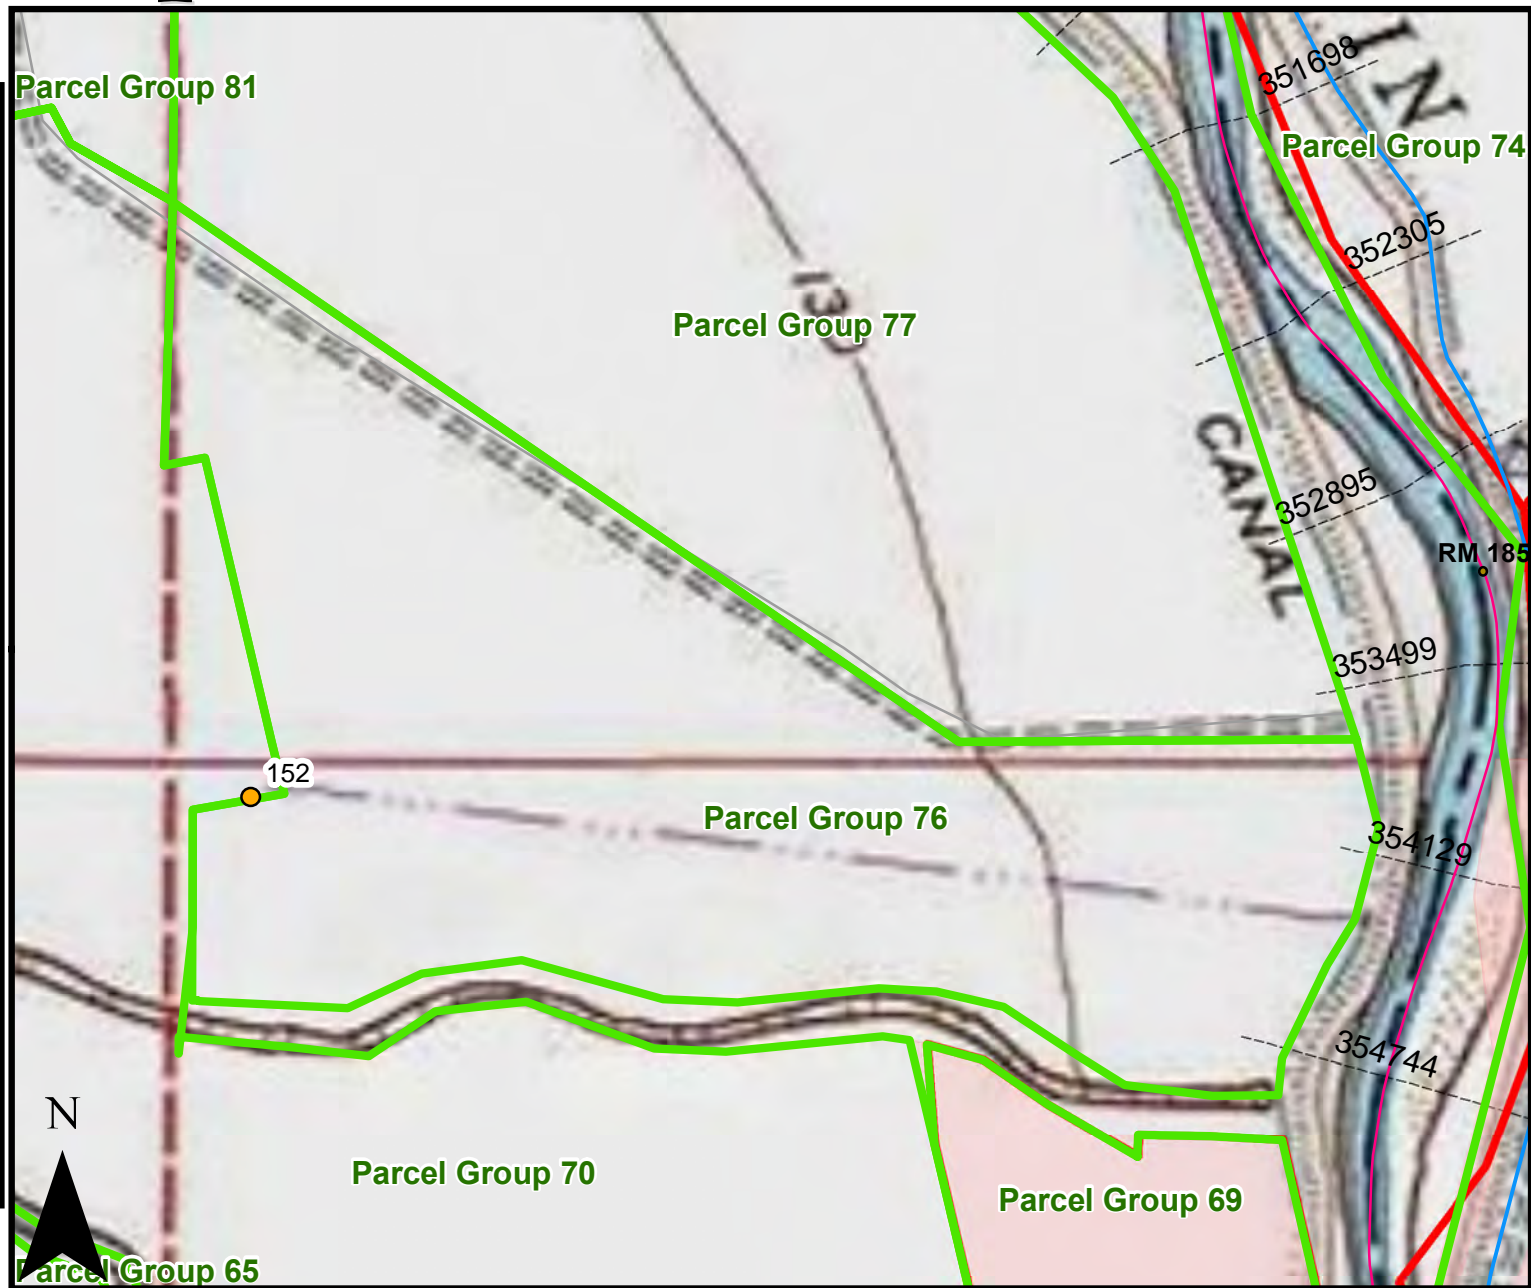 351698
IN
Parcel Group 81
Parcel Group 74
352305
Parcel Group 77
130
CANAL
352895
RM 185
353499
152
Parcel Group 76
354129
354744
N
Parcel Group 70
Parcel Group 69
Parcel Group 65